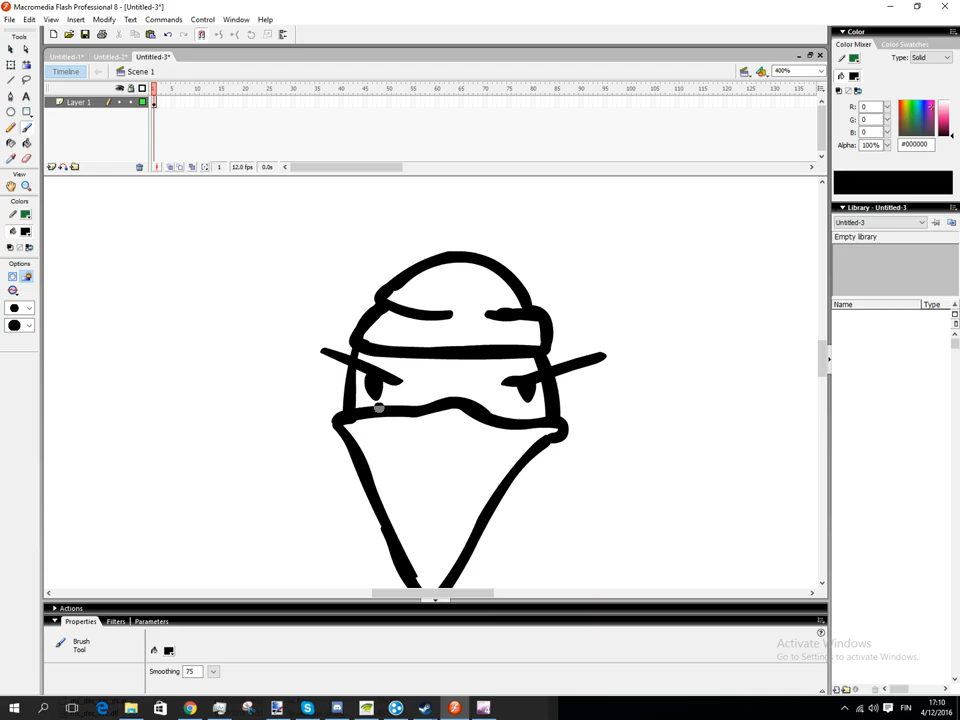 Macromedia Flash Professional 8 - [Untitled-3*]
File Edit View Insert Modify Text Commands Control Window Help
Tools
View
Colors
Options
Untitled-1* Untitled-2* Untitled-3*
Timeline Scene 1 400%
1 5 10 15 20 25 30 35 40 45 50 55 60 65 70 75 80 85 90 95 100 105 110 115 120 125 130 135
Layer 1
1 12.0 fps 0.0s
Color
Color Mixer Color Swatches
Type: Solid
R: 0
G: 0
B: 0
Alpha: 100% #000000
Library - Untitled-3
Untitled-3
Empty library
Name Type
Actions
Properties Filters Parameters
Brush
Tool
Smoothing 75
Activate Windows
Go to Settings to activate Windows.
FIN
17:10
4/12/2016